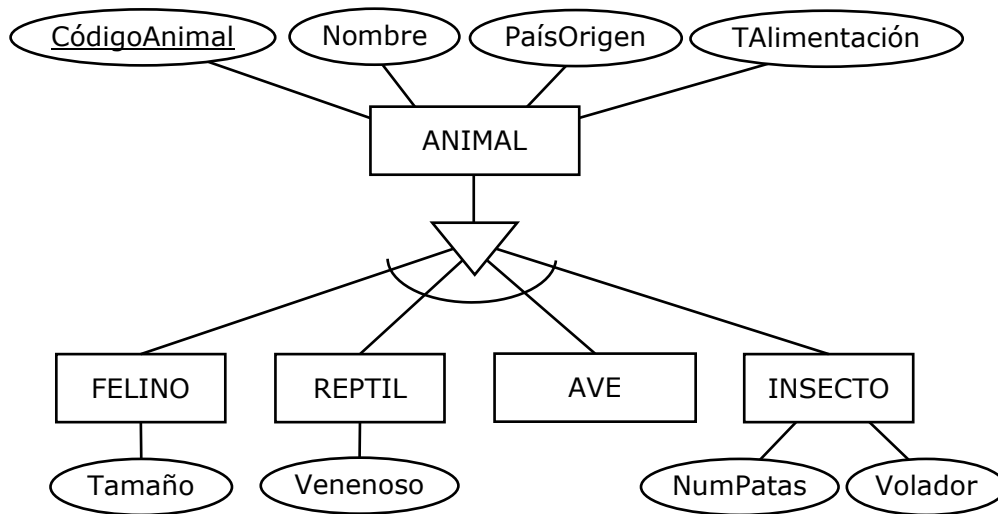 CódigoAnimal
Nombre
PaísOrigen
TAlimentación
ANIMAL
FELINO
REPTIL
AVE
INSECTO
Tamaño
Venenoso
NumPatas
Volador